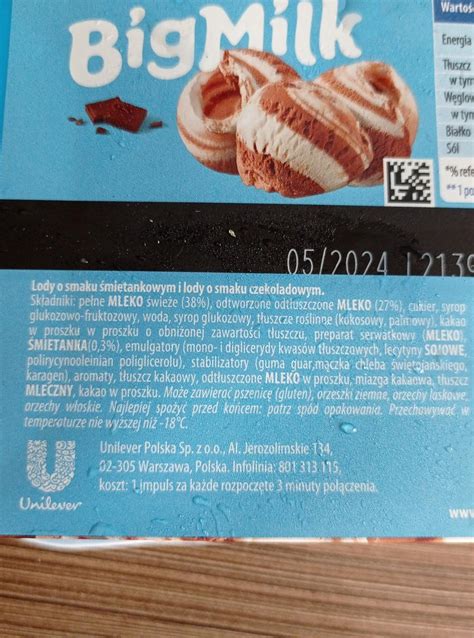 BigMilk
Wartoś
Energia
Tłuszcz
w tym
Węglow
w tym
Białko
Sól
*% refe
** 1 po
05/2024 L2139
Lody o smaku śmietankowym i lody o smaku czekoladowym.
Składniki: pełne MLEKO świeże (38%), odtworzone odtłuszczone MLEKO (27%), cukier, syrop
glukozowo-fruktozowy, woda, syrop glukozowy, tłuszcze roślinne (kokosowy, palmowy), kakao
w proszku w proszku o obniżonej zawartości tłuszczu, preparat serwatkowy (MLEKO),
ŚMIETANKA(0,3%), emulgatory (mono- i diglicerydy kwasów tłuszczowych, lecytyny SOJOWE,
polirycynooleinian poliglicerolu), stabilizatory (guma guar,mączka chleba świętojańskiego,
karagen), aromaty, tłuszcz kakaowy, odtłuszczone MLEKO w proszku, miazga kakaowa, tłuszcz
MLECZNY, kakao w proszku. Może zawierać pszenicę (gluten), orzeszki ziemne, orzechy laskowe,
orzechy włoskie. Najlepiej spożyć przed końcem: patrz spód opakowania. Przechowywać w
temperaturze nie wyższej niż -18°C.
Unilever Polska Sp. z o.o., Al. Jerozolimskie 134,
02-305 Warszawa, Polska. Infolinia: 801 313 115,
koszt: 1 impuls za każde rozpoczęte 3 minuty połączenia.
Unilever
ww